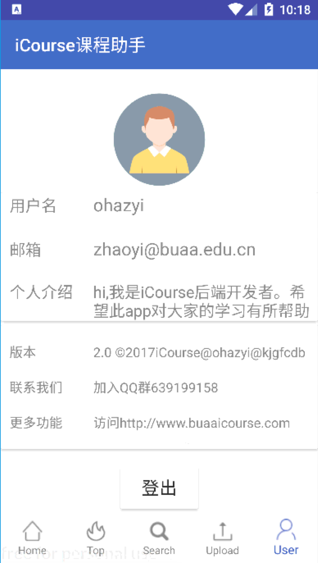 A
10:18
iCourse课程助手
用户名 ohazyi
邮箱 zhaoyi@buaa.edu.cn
个人介绍 hi,我是iCourse后端开发者。希
望此app对大家的学习有所帮助
版本 2.0 ©2017iCourse@ohazyi@kjgfcdb
联系我们 加入QQ群639199158
更多功能 访问http://www.buaaicourse.com
登出
Home Top Search Upload User
free for personal use